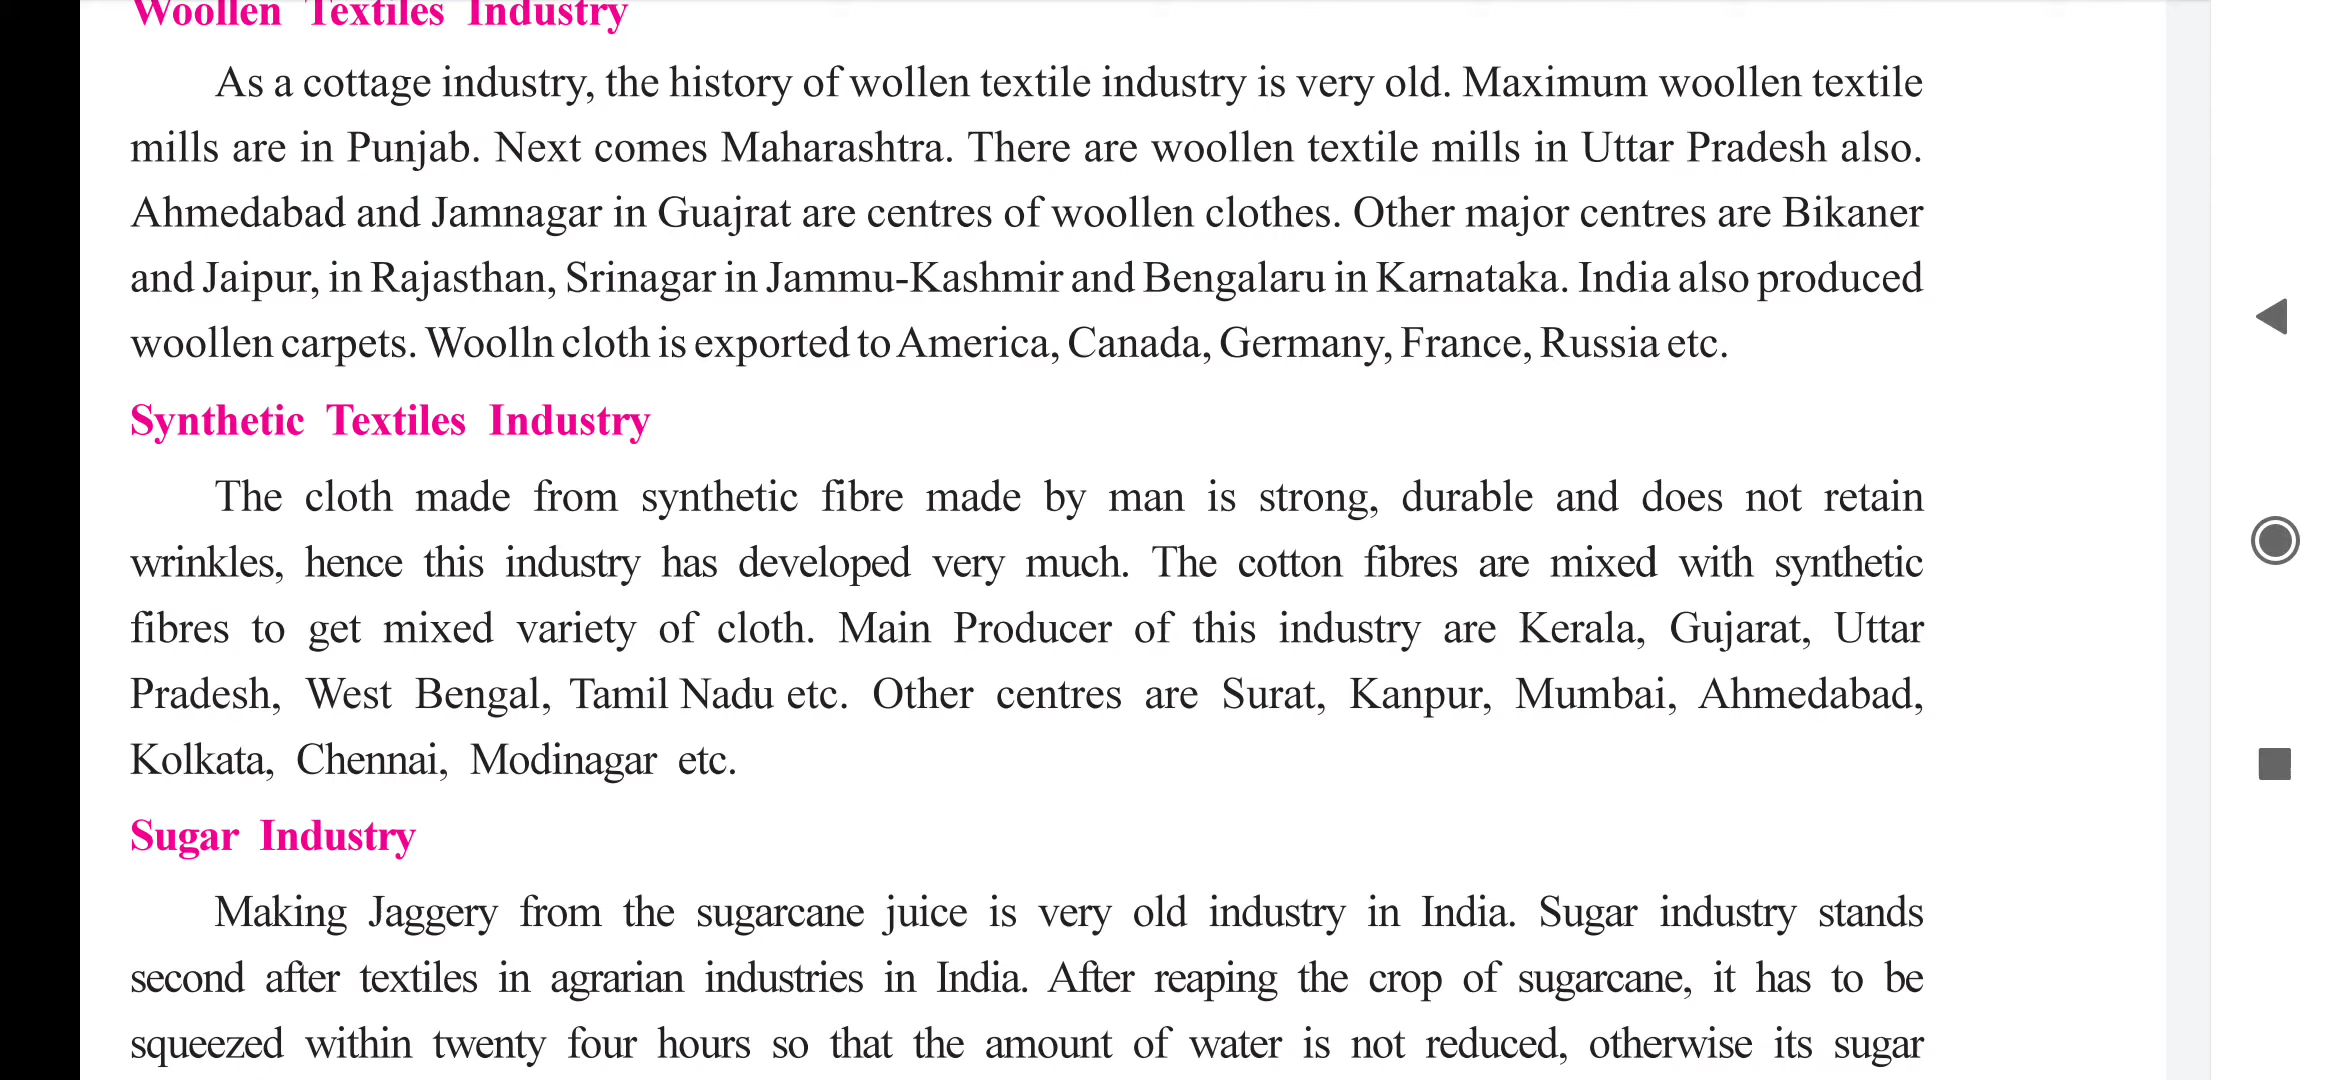 Woollen Textiles Industry
As a cottage industry, the history of wollen textile industry is very old. Maximum woollen textile
mills are in Punjab. Next comes Maharashtra. There are woollen textile mills in Uttar Pradesh also.
Ahmedabad and Jamnagar in Guajrat are centres of woollen clothes. Other major centres are Bikaner
and Jaipur, in Rajasthan, Srinagar in Jammu-Kashmir and Bengalaru in Karnataka. India also produced
woollen carpets. Woolln cloth is exported to America, Canada, Germany, France, Russia etc.
Synthetic Textiles Industry
The cloth made from synthetic fibre made by man is strong, durable and does not retain
wrinkles, hence this industry has developed very much. The cotton fibres are mixed with synthetic
fibres to get mixed variety of cloth. Main Producer of this industry are Kerala, Gujarat, Uttar
Pradesh, West Bengal, Tamil Nadu etc. Other centres are Surat, Kanpur, Mumbai, Ahmedabad,
Kolkata, Chennai, Modinagar etc.
Sugar Industry
Making Jaggery from the sugarcane juice is very old industry in India. Sugar industry stands
second after textiles in agrarian industries in India. After reaping the crop of sugarcane, it has to be
squeezed within twenty four hours so that the amount of water is not reduced, otherwise its sugar